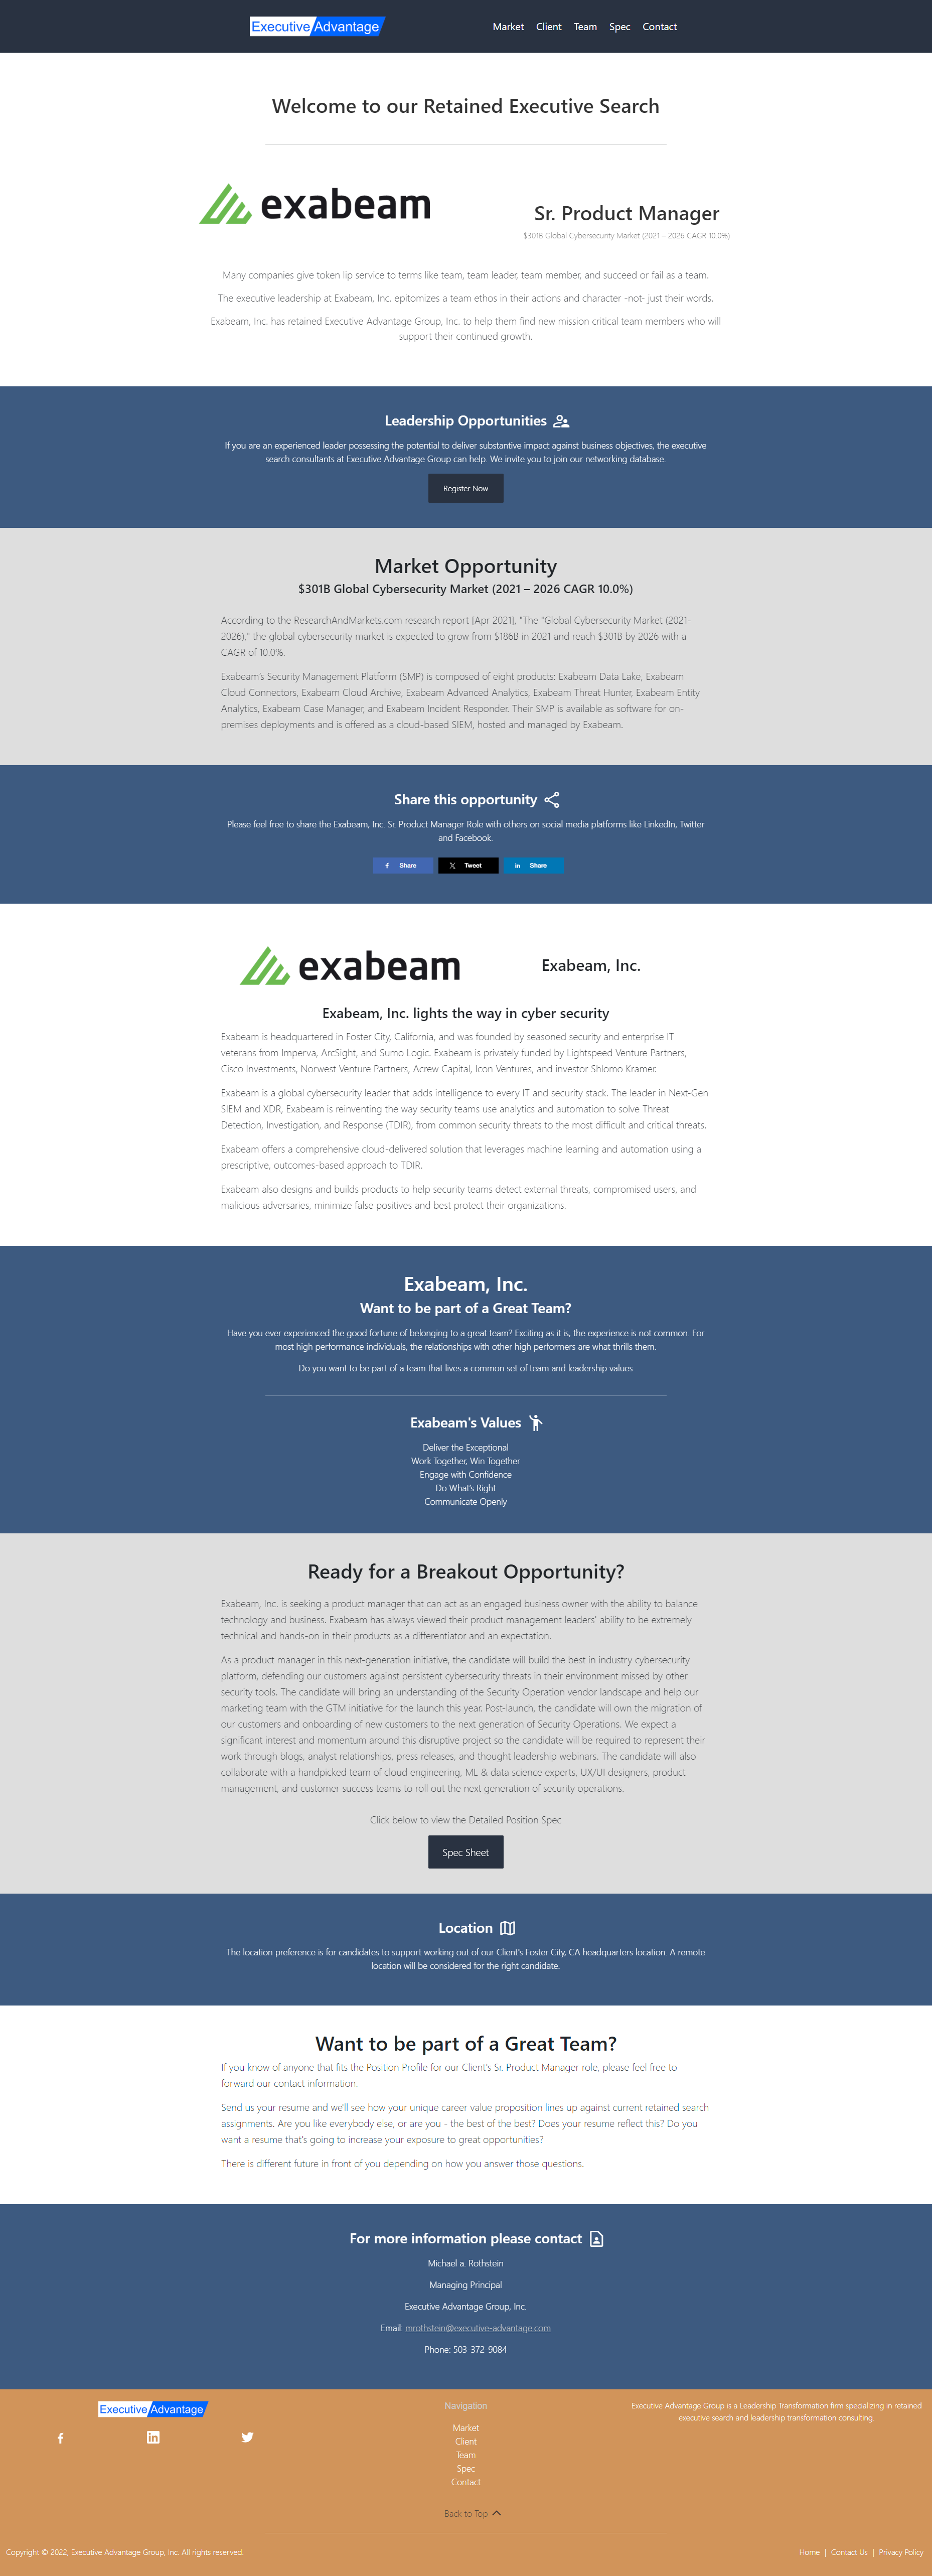 Executive Advantage
Market Client Team Spec Contact
Welcome to our Retained Executive Search
exabeam
Sr. Product Manager
$301B Global Cybersecurity Market (2021 – 2026 CAGR 10.0%)
Many companies give token lip service to terms like team, team leader, team member, and succeed or fail as a team.
The executive leadership at Exabeam, Inc. epitomizes a team ethos in their actions and character -not- just their words.
Exabeam, Inc. has retained Executive Advantage Group, Inc. to help them find new mission critical team members who will
support their continued growth.
Leadership Opportunities
If you are an experienced leader possessing the potential to deliver substantive impact against business objectives, the executive
search consultants at Executive Advantage Group can help. We invite you to join our networking database.
Register Now
Market Opportunity
$301B Global Cybersecurity Market (2021 – 2026 CAGR 10.0%)
According to the ResearchAndMarkets.com research report [Apr 2021], "The "Global Cybersecurity Market (2021-
2026)," the global cybersecurity market is expected to grow from $186B in 2021 and reach $301B by 2026 with a
CAGR of 10.0%.
Exabeam's Security Management Platform (SMP) is composed of eight products: Exabeam Data Lake, Exabeam
Cloud Connectors, Exabeam Cloud Archive, Exabeam Advanced Analytics, Exabeam Threat Hunter, Exabeam Entity
Analytics, Exabeam Case Manager, and Exabeam Incident Responder. Their SMP is available as software for on-
premises deployments and is offered as a cloud-based SIEM, hosted and managed by Exabeam.
Share this opportunity
Please feel free to share the Exabeam, Inc. Sr. Product Manager Role with others on social media platforms like LinkedIn, Twitter
and Facebook.
Share Tweet Share
exabeam
Exabeam, Inc.
Exabeam, Inc. lights the way in cyber security
Exabeam is headquartered in Foster City, California, and was founded by seasoned security and enterprise IT
veterans from Imperva, ArcSight, and Sumo Logic. Exabeam is privately funded by Lightspeed Venture Partners,
Cisco Investments, Norwest Venture Partners, Acrew Capital, Icon Ventures, and investor Shlomo Kramer.
Exabeam is a global cybersecurity leader that adds intelligence to every IT and security stack. The leader in Next-Gen
SIEM and XDR, Exabeam is reinventing the way security teams use analytics and automation to solve Threat
Detection, Investigation, and Response (TDIR), from common security threats to the most difficult and critical threats.
Exabeam offers a comprehensive cloud-delivered solution that leverages machine learning and automation using a
prescriptive, outcomes-based approach to TDIR.
Exabeam also designs and builds products to help security teams detect external threats, compromised users, and
malicious adversaries, minimize false positives and best protect their organizations.
Exabeam, Inc.
Want to be part of a Great Team?
Have you ever experienced the good fortune of belonging to a great team? Exciting as it is, the experience is not common. For
most high performance individuals, the relationships with other high performers are what thrills them.
Do you want to be part of a team that lives a common set of team and leadership values
Exabeam's Values
Deliver the Exceptional
Work Together, Win Together
Engage with Confidence
Do What's Right
Communicate Openly
Ready for a Breakout Opportunity?
Exabeam, Inc. is seeking a product manager that can act as an engaged business owner with the ability to balance
technology and business. Exabeam has always viewed their product management leaders' ability to be extremely
technical and hands-on in their products as a differentiator and an expectation.
As a product manager in this next-generation initiative, the candidate will build the best in industry cybersecurity
platform, defending our customers against persistent cybersecurity threats in their environment missed by other
security tools. The candidate will bring an understanding of the Security Operation vendor landscape and help our
marketing team with the GTM initiative for the launch this year. Post-launch, the candidate will own the migration of
our customers and onboarding of new customers to the next generation of Security Operations. We expect a
significant interest and momentum around this disruptive project so the candidate will be required to represent their
work through blogs, analyst relationships, press releases, and thought leadership webinars. The candidate will also
collaborate with a handpicked team of cloud engineering, ML & data science experts, UX/UI designers, product
management, and customer success teams to roll out the next generation of security operations.
Click below to view the Detailed Position Spec
Spec Sheet
Location
The location preference is for candidates to support working out of our Client's Foster City, CA headquarters location. A remote
location will be considered for the right candidate.
Want to be part of a Great Team?
If you know of anyone that fits the Position Profile for our Client's Sr. Product Manager role, please feel free to
forward our contact information.
Send us your resume and we'll see how your unique career value proposition lines up against current retained search
assignments. Are you like everybody else, or are you - the best of the best? Does your resume reflect this? Do you
want a resume that's going to increase your exposure to great opportunities?
There is different future in front of you depending on how you answer those questions.
For more information please contact
Michael a. Rothstein
Managing Principal
Executive Advantage Group, Inc.
Email: mrothstein@executive-advantage.com
Phone: 503-372-9084
Executive Advantage
Navigation
Market
Client
Team
Spec
Contact
Executive Advantage Group is a Leadership Transformation firm specializing in retained
executive search and leadership transformation consulting.
Back to Top
Copyright © 2022, Executive Advantage Group, Inc. All rights reserved.
Home | Contact Us | Privacy Policy